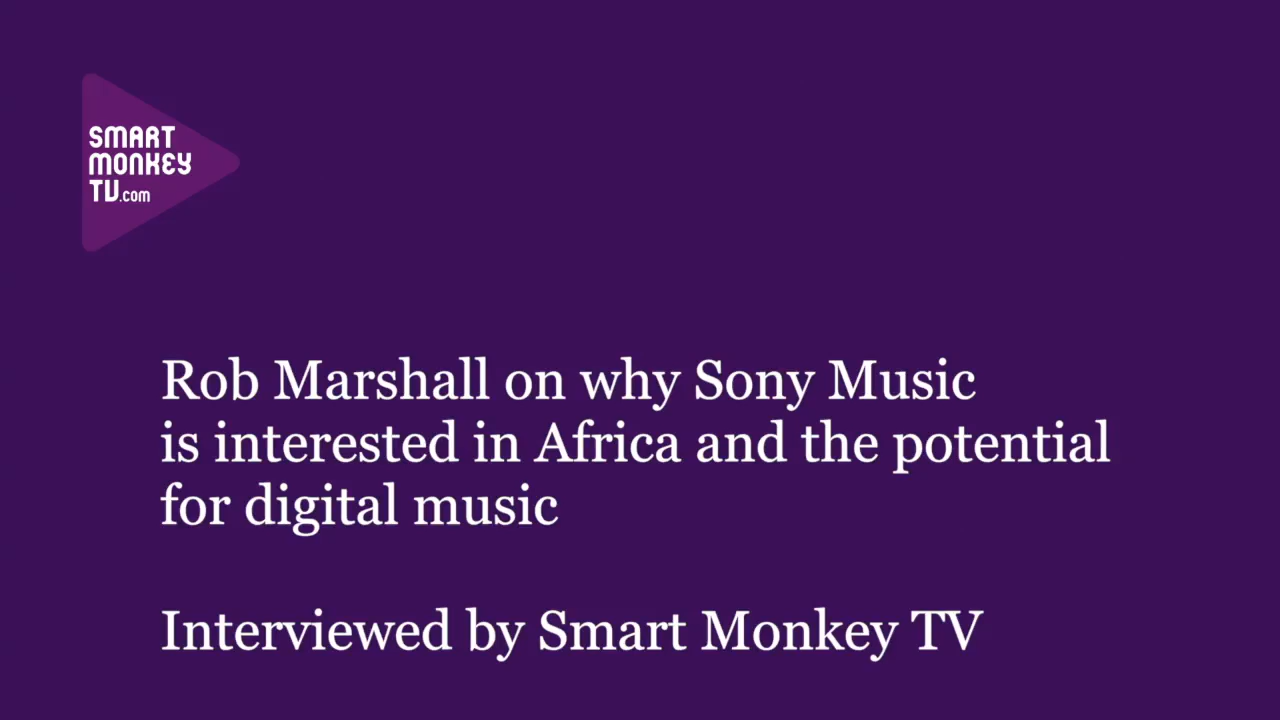 SMART
MONKEY
TV.com
Rob Marshall on why Sony Music
is interested in Africa and the potential
for digital music
Interviewed by Smart Monkey TV